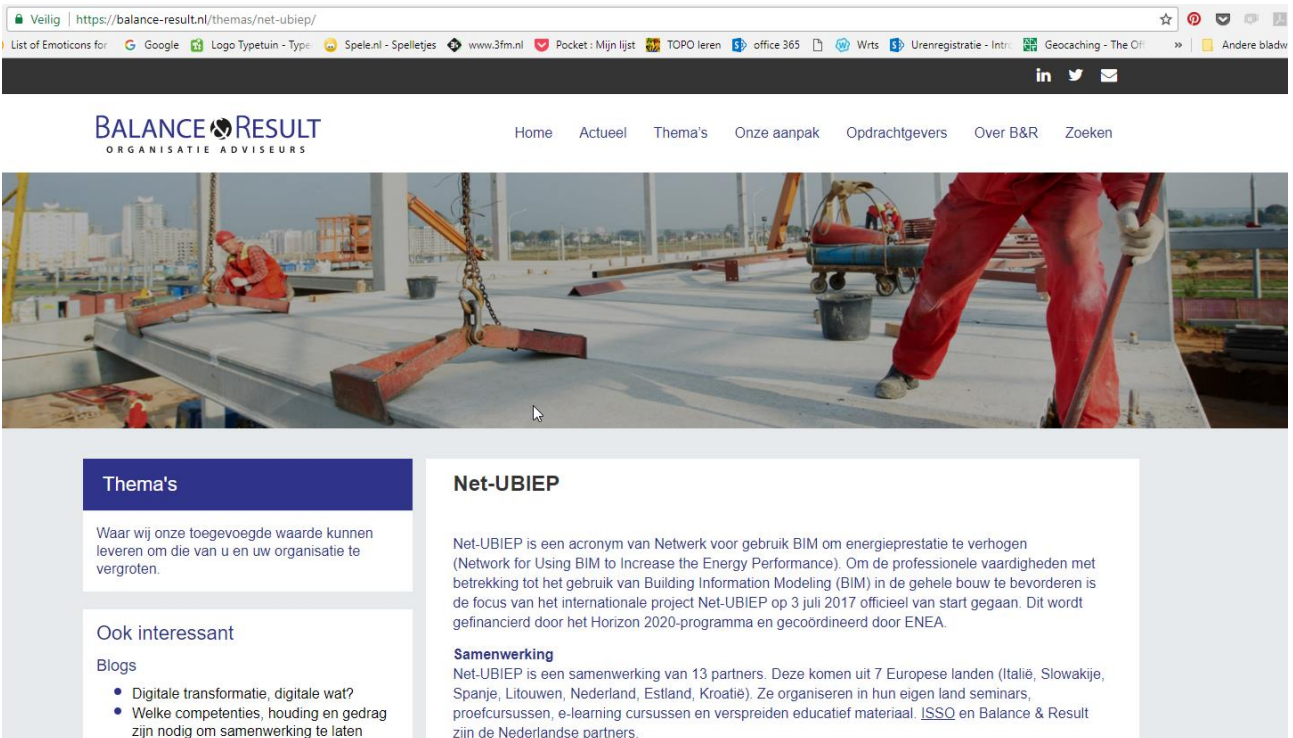 Veilig | https://balance-result.nl/themas/net-ubiep/
List of Emoticons for Google Logo Typetuin - Type Spele.nl - Spelletjes www.3fm.nl Pocket : Mijn lijst TOPO leren office 365 Wrts Urenregistratie - Intro Geocaching - The Off » Andere bladw
in
BALANCE & RESULT
ORGANISATIE ADVISEURS
Home Actueel Thema's Onze aanpak Opdrachtgevers Over B&R Zoeken
Thema's
Waar wij onze toegevoegde waarde kunnen
leveren om die van u en uw organisatie te
vergroten.
Ook interessant
Blogs
Digitale transformatie, digitale wat?
Welke competenties, houding en gedrag
zijn nodig om samenwerking te laten
Net-UBIEP
Net-UBIEP is een acronym van Netwerk voor gebruik BIM om energieprestatie te verhogen
(Network for Using BIM to Increase the Energy Performance). Om de professionele vaardigheden met
betrekking tot het gebruik van Building Information Modeling (BIM) in de gehele bouw te bevorderen is
de focus van het internationale project Net-UBIEP op 3 juli 2017 officieel van start gegaan. Dit wordt
gefinancierd door het Horizon 2020-programma en gecoördineerd door ENEA.
Samenwerking
Net-UBIEP is een samenwerking van 13 partners. Deze komen uit 7 Europese landen (Italië, Slowakije,
Spanje, Litouwen, Nederland, Estland, Kroatië). Ze organiseren in hun eigen land seminars,
proefcursussen, e-learning cursussen en verspreiden educatief materiaal. ISSO en Balance & Result
zijn de Nederlandse partners.